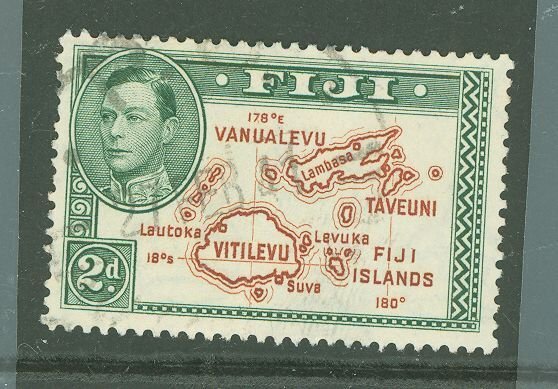 · FIJI ·
178°E
VANUALEVU
Lambasa
TAVEUNI
Lautoka
VITILEVU
Levuka
18°S
FIJI
ISLANDS
Suva
180°
2d